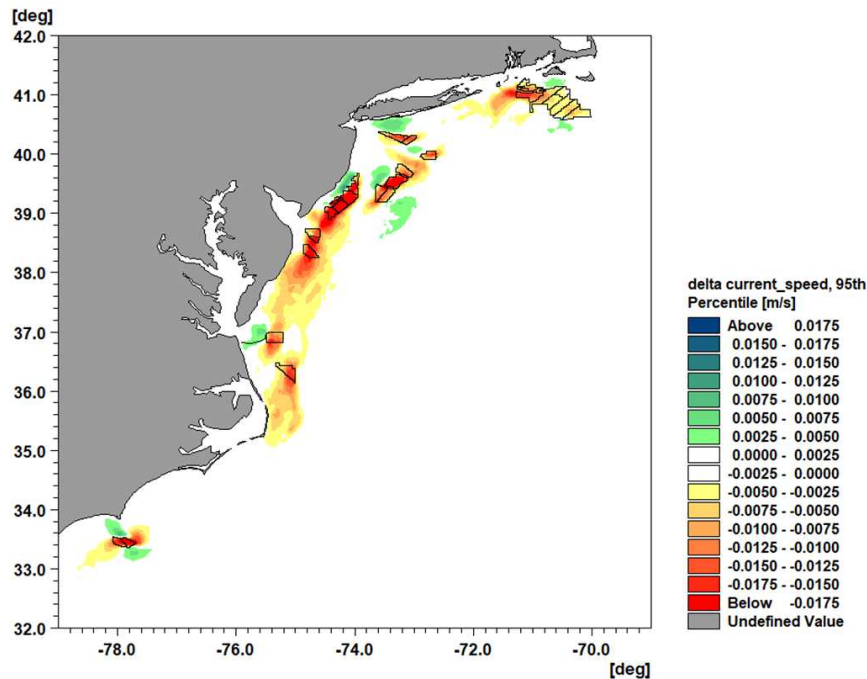 [deg]
42.0
41.0
40.0
39.0
38.0
37.0
36.0
35.0
34.0
33.0
32.0
-78.0 -76.0 -74.0 -72.0 -70.0
[deg]
delta current_speed, 95th
Percentile [m/s]
Above 0.0175
0.0150 - 0.0175
0.0125 - 0.0150
0.0100 - 0.0125
0.0075 - 0.0100
0.0050 - 0.0075
0.0025 - 0.0050
0.0000 - 0.0025
-0.0025 - 0.0000
-0.0050 - -0.0025
-0.0075 - -0.0050
-0.0100 - -0.0075
-0.0125 - -0.0100
-0.0150 - -0.0125
-0.0175 - -0.0150
Below -0.0175
Undefined Value